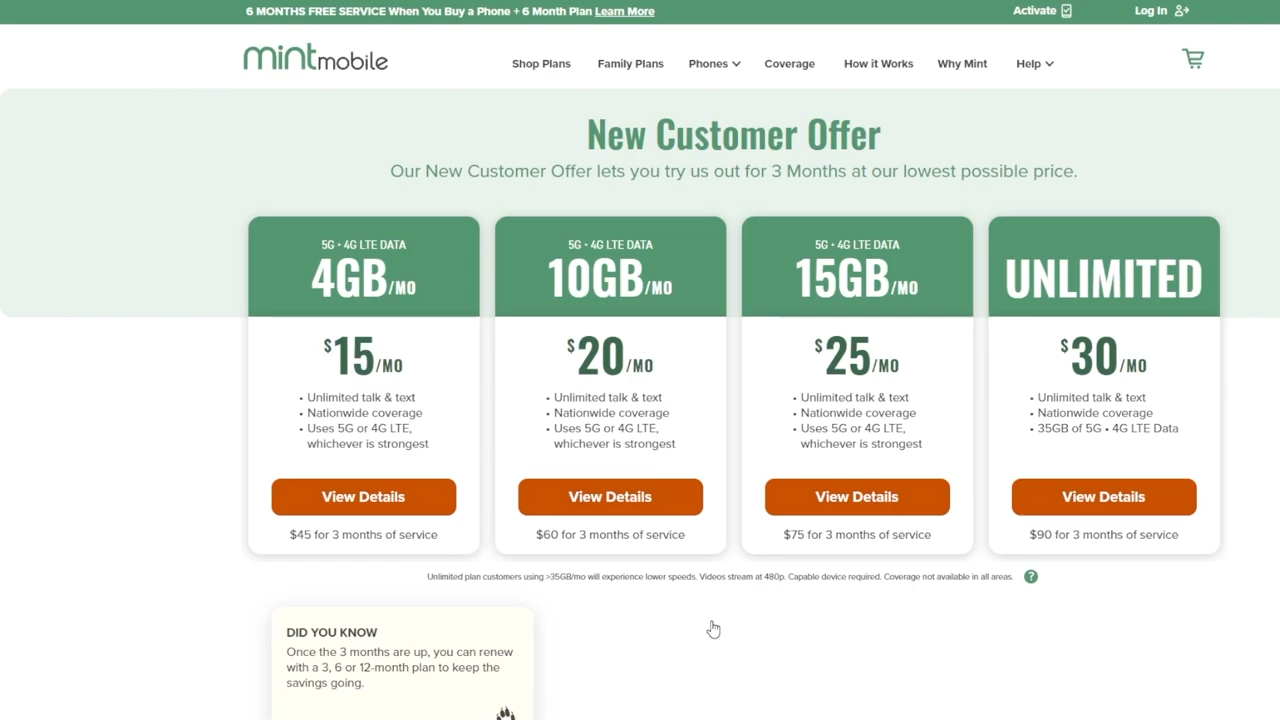 6 MONTHS FREE SERVICE When You Buy a Phone + 6 Month Plan Learn More
Activate
Log In
mintmobile
Shop Plans
Family Plans
Phones
Coverage
How it Works
Why Mint
Help
New Customer Offer
Our New Customer Offer lets you try us out for 3 Months at our lowest possible price.
5G • 4G LTE DATA
4GB/MO
$15/MO
• Unlimited talk & text
• Nationwide coverage
• Uses 5G or 4G LTE,
whichever is strongest
View Details
$45 for 3 months of service
5G • 4G LTE DATA
10GB/MO
$20/MO
• Unlimited talk & text
• Nationwide coverage
• Uses 5G or 4G LTE,
whichever is strongest
View Details
$60 for 3 months of service
5G • 4G LTE DATA
15GB/MO
$25/MO
• Unlimited talk & text
• Nationwide coverage
• Uses 5G or 4G LTE,
whichever is strongest
View Details
$75 for 3 months of service
UNLIMITED
$30/MO
• Unlimited talk & text
• Nationwide coverage
• 35GB of 5G • 4G LTE Data
View Details
$90 for 3 months of service
Unlimited plan customers using >35GB/mo will experience lower speeds. Videos stream at 480p. Capable device required. Coverage not available in all areas.
?
DID YOU KNOW
Once the 3 months are up, you can renew
with a 3, 6 or 12-month plan to keep the
savings going.